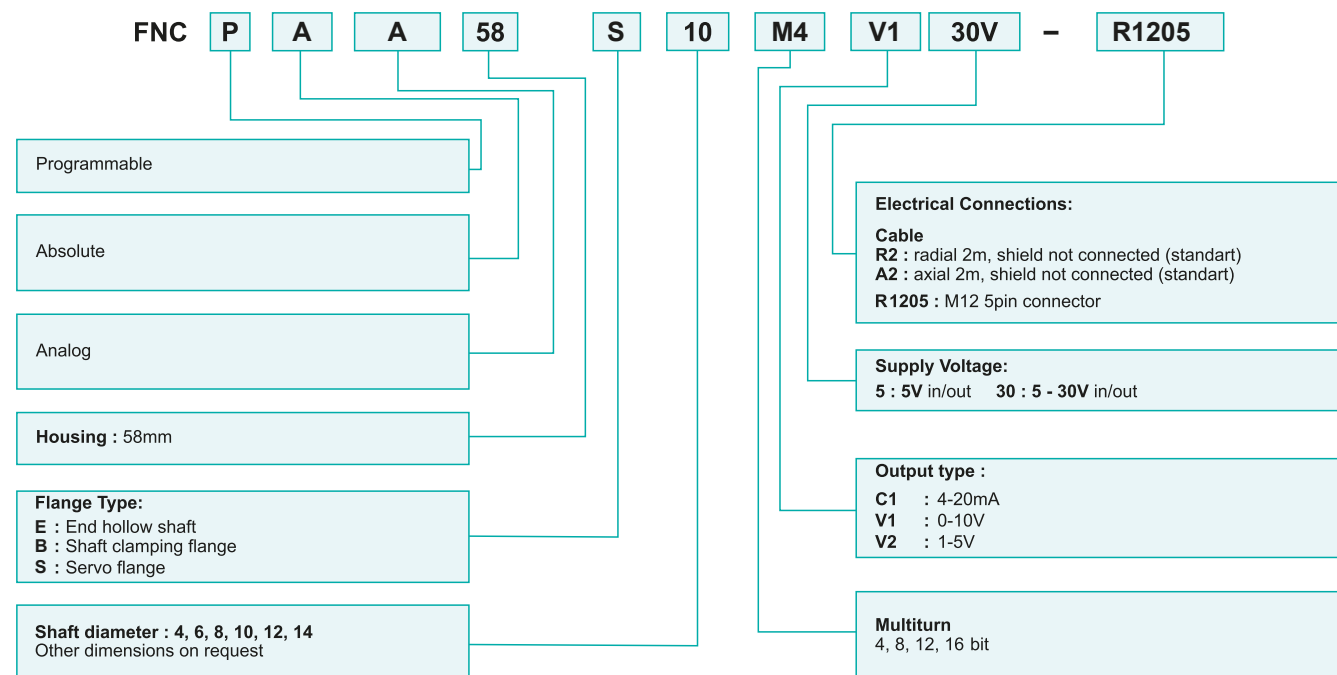 FNC P A A 58 S 10 M4 V1 30V – R1205
Programmable
Absolute
Analog
Housing : 58mm
Flange Type:
E : End hollow shaft
B : Shaft clamping flange
S : Servo flange
Shaft diameter : 4, 6, 8, 10, 12, 14
Other dimensions on request
Electrical Connections:
Cable
R2 : radial 2m, shield not connected (standart)
A2 : axial 2m, shield not connected (standart)
R1205 : M12 5pin connector
Supply Voltage:
5 : 5V in/out 30 : 5 - 30V in/out
Output type :
C1 : 4-20mA
V1 : 0-10V
V2 : 1-5V
Multiturn
4, 8, 12, 16 bit